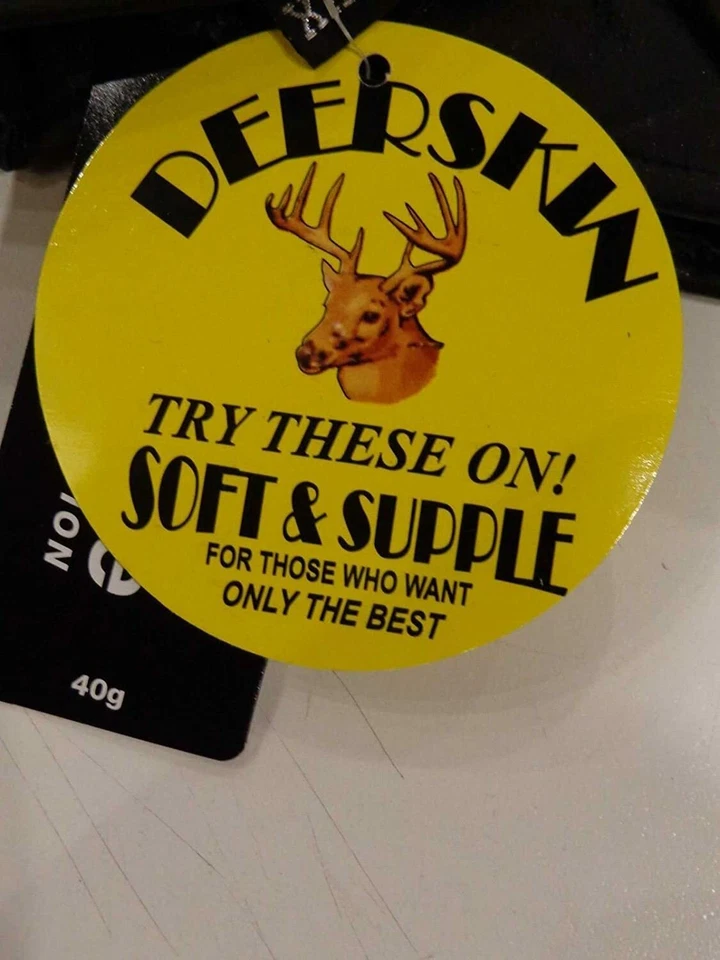 DEERSKIN
TRY THESE ON!
SOFT & SUPPLE
FOR THOSE WHO WANT
ONLY THE BEST
40g